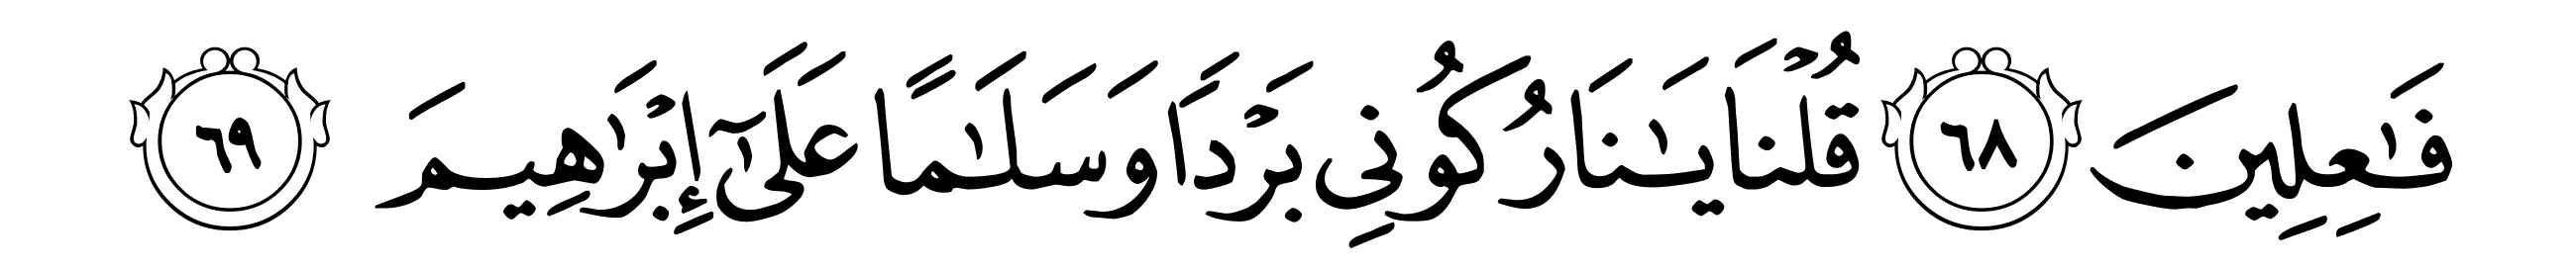 فَـٰعِلِينَ ٦٨ قُلْنَا يَـٰنَارُ كُونِى بَرْدًا وَسَلَـٰمًا عَلَىٰٓ إِبْرَٰهِيمَ ٦٩